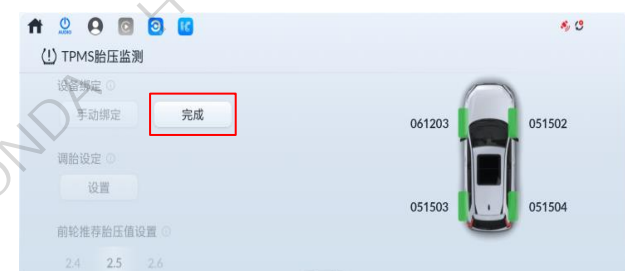 AUDIO
TPMS胎压监测
设备绑定
手动绑定 完成
061203 051502
调胎设定
设置
051503 051504
前轮推荐胎压值设置
2.4 2.5 2.6